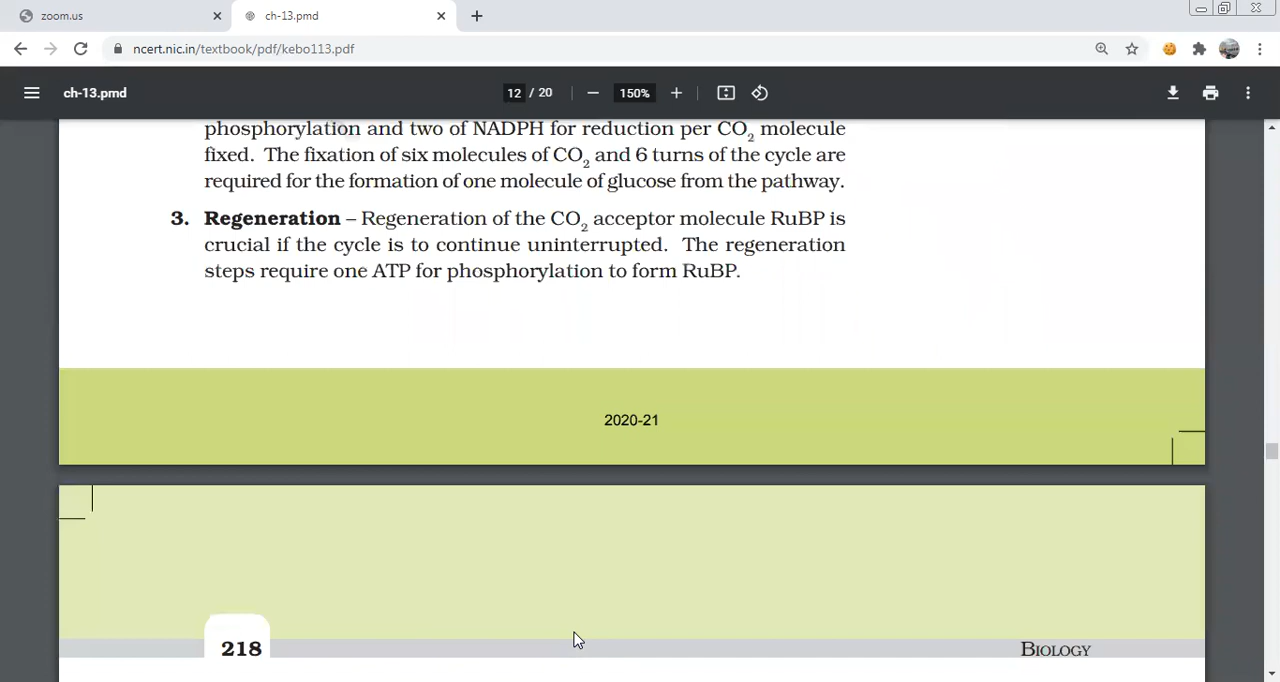 zoom.us
ch-13.pmd
ncert.nic.in/textbook/pdf/kebo113.pdf
ch-13.pmd
12 / 20
150%
phosphorylation and two of NADPH for reduction per CO₂ molecule
fixed. The fixation of six molecules of CO₂ and 6 turns of the cycle are
required for the formation of one molecule of glucose from the pathway.
3. Regeneration – Regeneration of the CO₂ acceptor molecule RuBP is
crucial if the cycle is to continue uninterrupted. The regeneration
steps require one ATP for phosphorylation to form RuBP.
2020-21
218
BIOLOGY